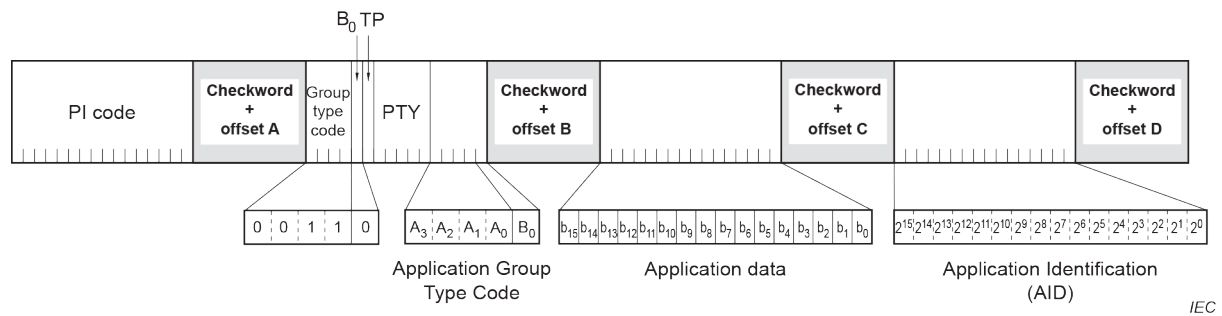 B0 TP
PI code
Checkword
+
offset A
Group
type
code
PTY
Checkword
+
offset B
Checkword
+
offset C
Checkword
+
offset D
0 0 1 1 0
A3 A2 A1 A0 B0
b15 b14 b13 b12 b11 b10 b9 b8 b7 b6 b5 b4 b3 b2 b1 b0
2^15 2^14 2^13 2^12 2^11 2^10 2^9 2^8 2^7 2^6 2^5 2^4 2^3 2^2 2^1 2^0
Application Group
Type Code
Application data
Application Identification
(AID)
IEC